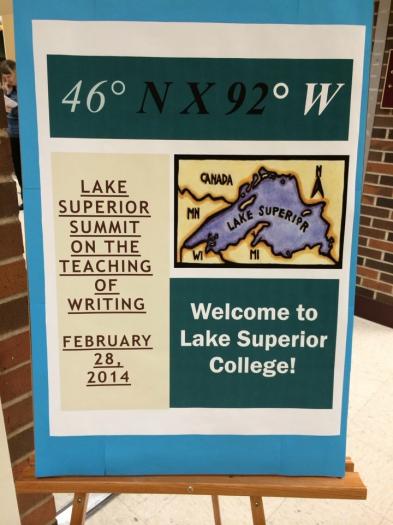 46° N X 92° W
LAKE
SUPERIOR
SUMMIT
ON THE
TEACHING
OF
WRITING
FEBRUARY
28,
2014
CANADA
N
MN
LAKE SUPERIOR
WI
MI
Welcome to
Lake Superior
College!